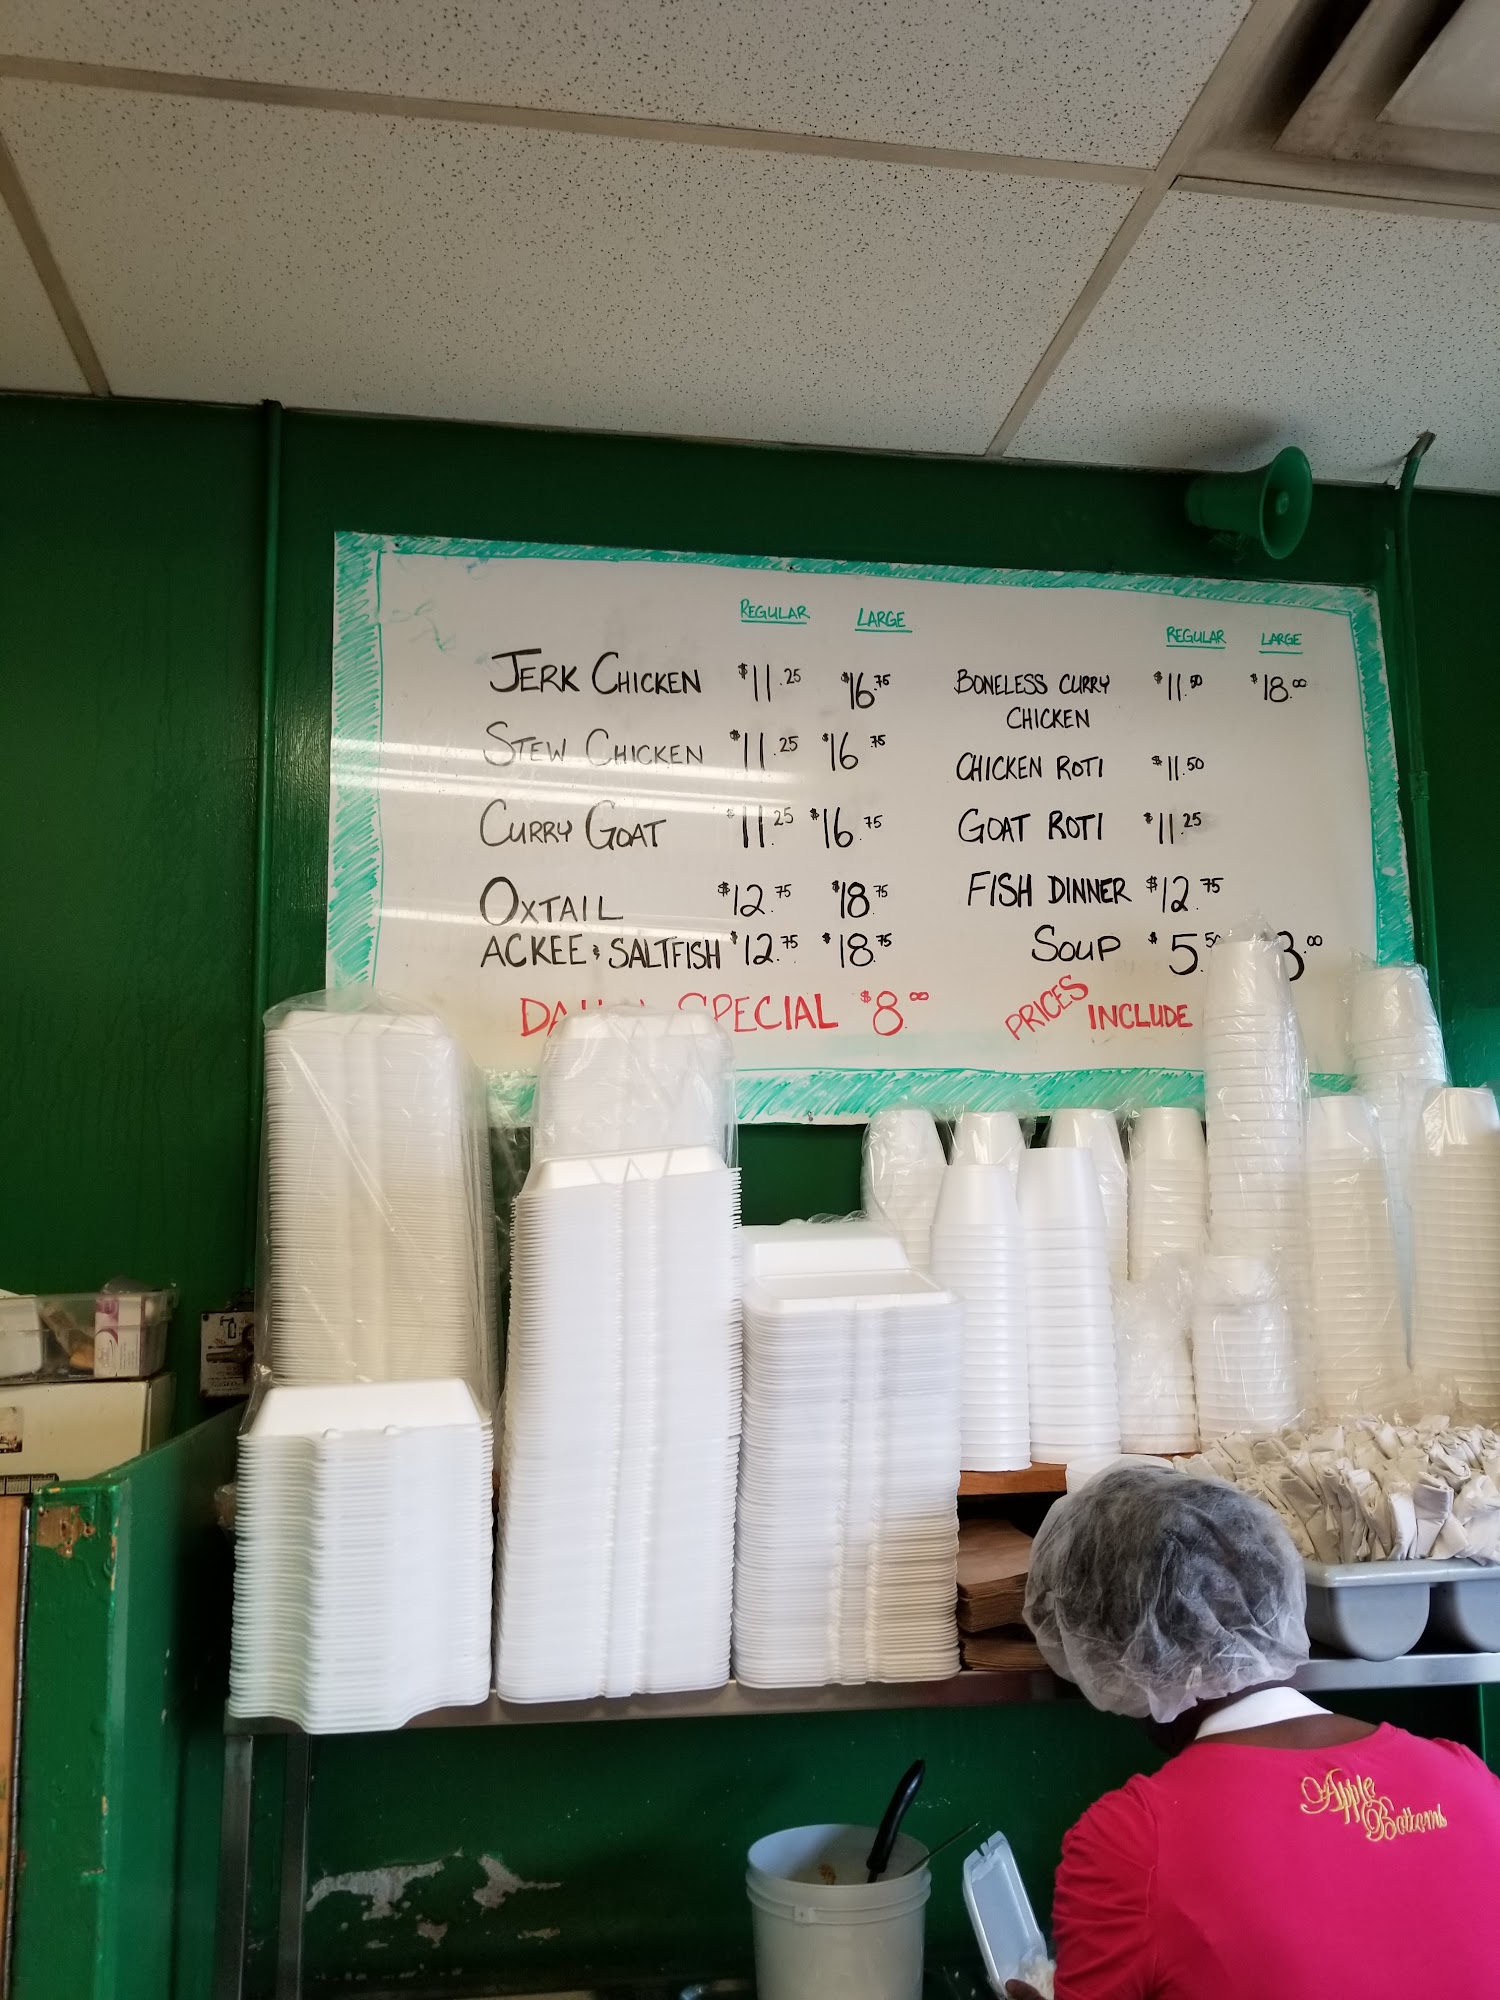 REGULAR LARGE
JERK CHICKEN $11.25 $16.75
STEW CHICKEN $11.25 $16.75
CURRY GOAT $11.25 $16.75
OXTAIL $12.75 $18.75
ACKEE & SALTFISH $12.75 $18.75
SPECIAL $8.00
REGULAR LARGE
BONELESS CURRY $11.50 $18.00
CHICKEN
CHICKEN ROTI $11.50
GOAT ROTI $11.25
FISH DINNER $12.75
SOUP $5.50
PRICES INCLUDE
Apple
Bottoms